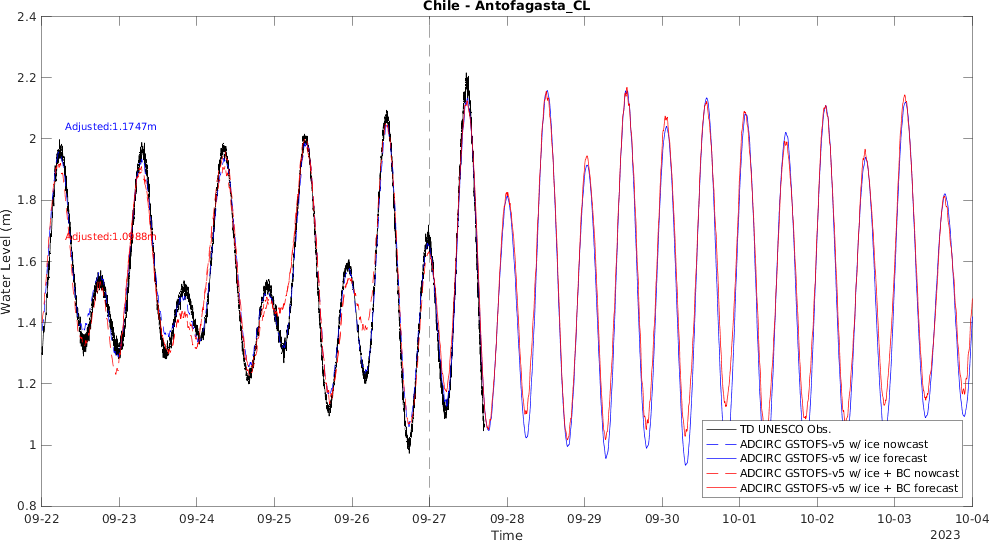 Chile - Antofagasta_CL
2.4
2.2
2
1.8
1.6
1.4
1.2
1
0.8
Water Level (m)
Adjusted:1.1747m
Adjusted:1.0988m
TD UNESCO Obs.
ADCIRC GSTOFS-v5 w/ ice nowcast
ADCIRC GSTOFS-v5 w/ ice forecast
ADCIRC GSTOFS-v5 w/ ice + BC nowcast
ADCIRC GSTOFS-v5 w/ ice + BC forecast
09-22 09-23 09-24 09-25 09-26 09-27 09-28 09-29 09-30 10-01 10-02 10-03 10-04
Time
2023